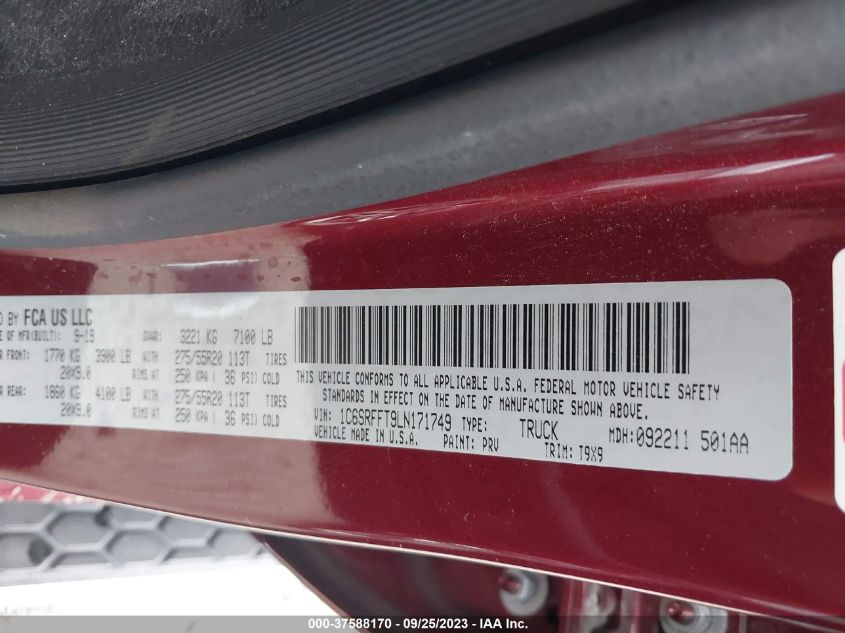 D BY FCA US LLC
E OF MFR(BUILT): 9-19 GVWR: 3221 KG 7100 LB
R FRONT: 1770 KG 3900 LB WITH 275/55R20 113T TIRES
20X9.0 RIMS AT 250 KPA ( 36 PSI) COLD
R REAR: 1860 KG 4100 LB WITH 275/55R20 113T TIRES
20X9.0 RIMS AT 250 KPA ( 36 PSI) COLD
THIS VEHICLE CONFORMS TO ALL APPLICABLE U.S.A. FEDERAL MOTOR VEHICLE SAFETY
STANDARDS IN EFFECT ON THE DATE OF MANUFACTURE SHOWN ABOVE.
VIN: 1C6SRFFT9LN171749 TYPE: TRUCK MDH:092211 501AA
VEHICLE MADE IN U.S.A. PAINT: PRV TRIM: T9X9
000-37588170 - 09/25/2023 - IAA Inc.